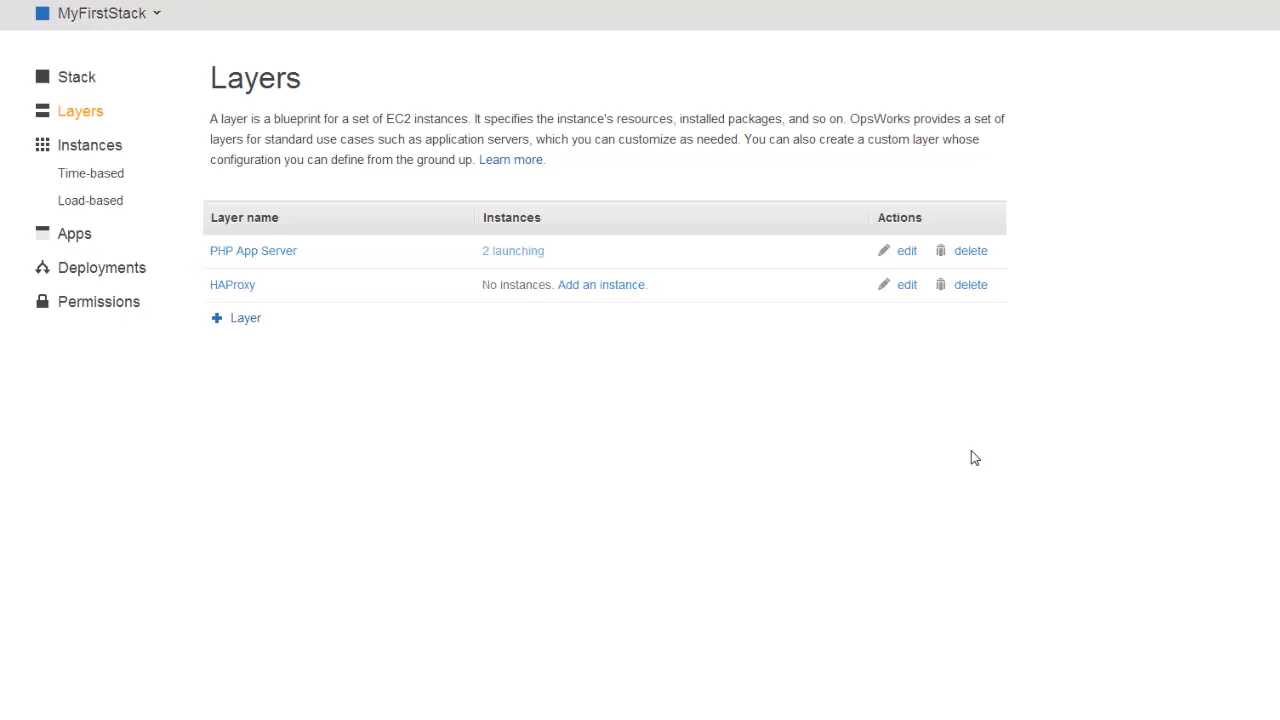 MyFirstStack
Stack
Layers
Instances
Time-based
Load-based
Apps
Deployments
Permissions
Layers
A layer is a blueprint for a set of EC2 instances. It specifies the instance's resources, installed packages, and so on. OpsWorks provides a set of
layers for standard use cases such as application servers, which you can customize as needed. You can also create a custom layer whose
configuration you can define from the ground up. Learn more.
Layer name Instances Actions
PHP App Server 2 launching edit delete
HAProxy No instances. Add an instance. edit delete
Layer